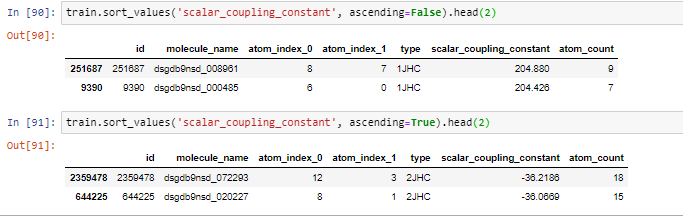 In [90]: train.sort_values('scalar_coupling_constant', ascending=False).head(2)
Out[90]:
id molecule_name atom_index_0 atom_index_1 type scalar_coupling_constant atom_count
251687 251687 dsgdb9nsd_008961 8 7 1JHC 204.880 9
9390 9390 dsgdb9nsd_000485 6 0 1JHC 204.426 7
In [91]: train.sort_values('scalar_coupling_constant', ascending=True).head(2)
Out[91]:
id molecule_name atom_index_0 atom_index_1 type scalar_coupling_constant atom_count
2359478 2359478 dsgdb9nsd_072293 12 3 2JHC -36.2186 18
644225 644225 dsgdb9nsd_020227 8 1 2JHC -36.0669 15